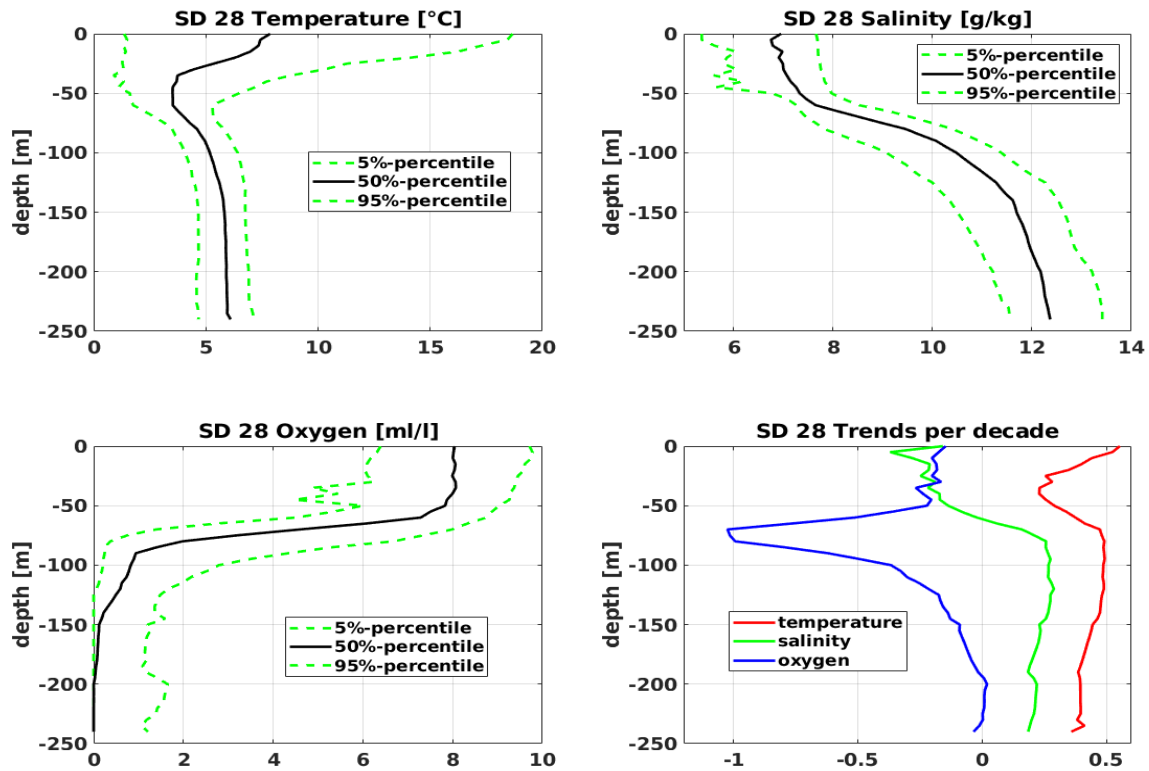 SD 28 Temperature [°C]
0
-50
-100
-150
-200
-250
depth [m]
5%-percentile
50%-percentile
95%-percentile
0 5 10 15 20
SD 28 Salinity [g/kg]
0
-50
-100
-150
-200
-250
depth [m]
5%-percentile
50%-percentile
95%-percentile
6 8 10 12 14
SD 28 Oxygen [ml/l]
0
-50
-100
-150
-200
-250
depth [m]
5%-percentile
50%-percentile
95%-percentile
0 2 4 6 8 10
SD 28 Trends per decade
0
-50
-100
-150
-200
-250
depth [m]
temperature
salinity
oxygen
-1 -0.5 0 0.5